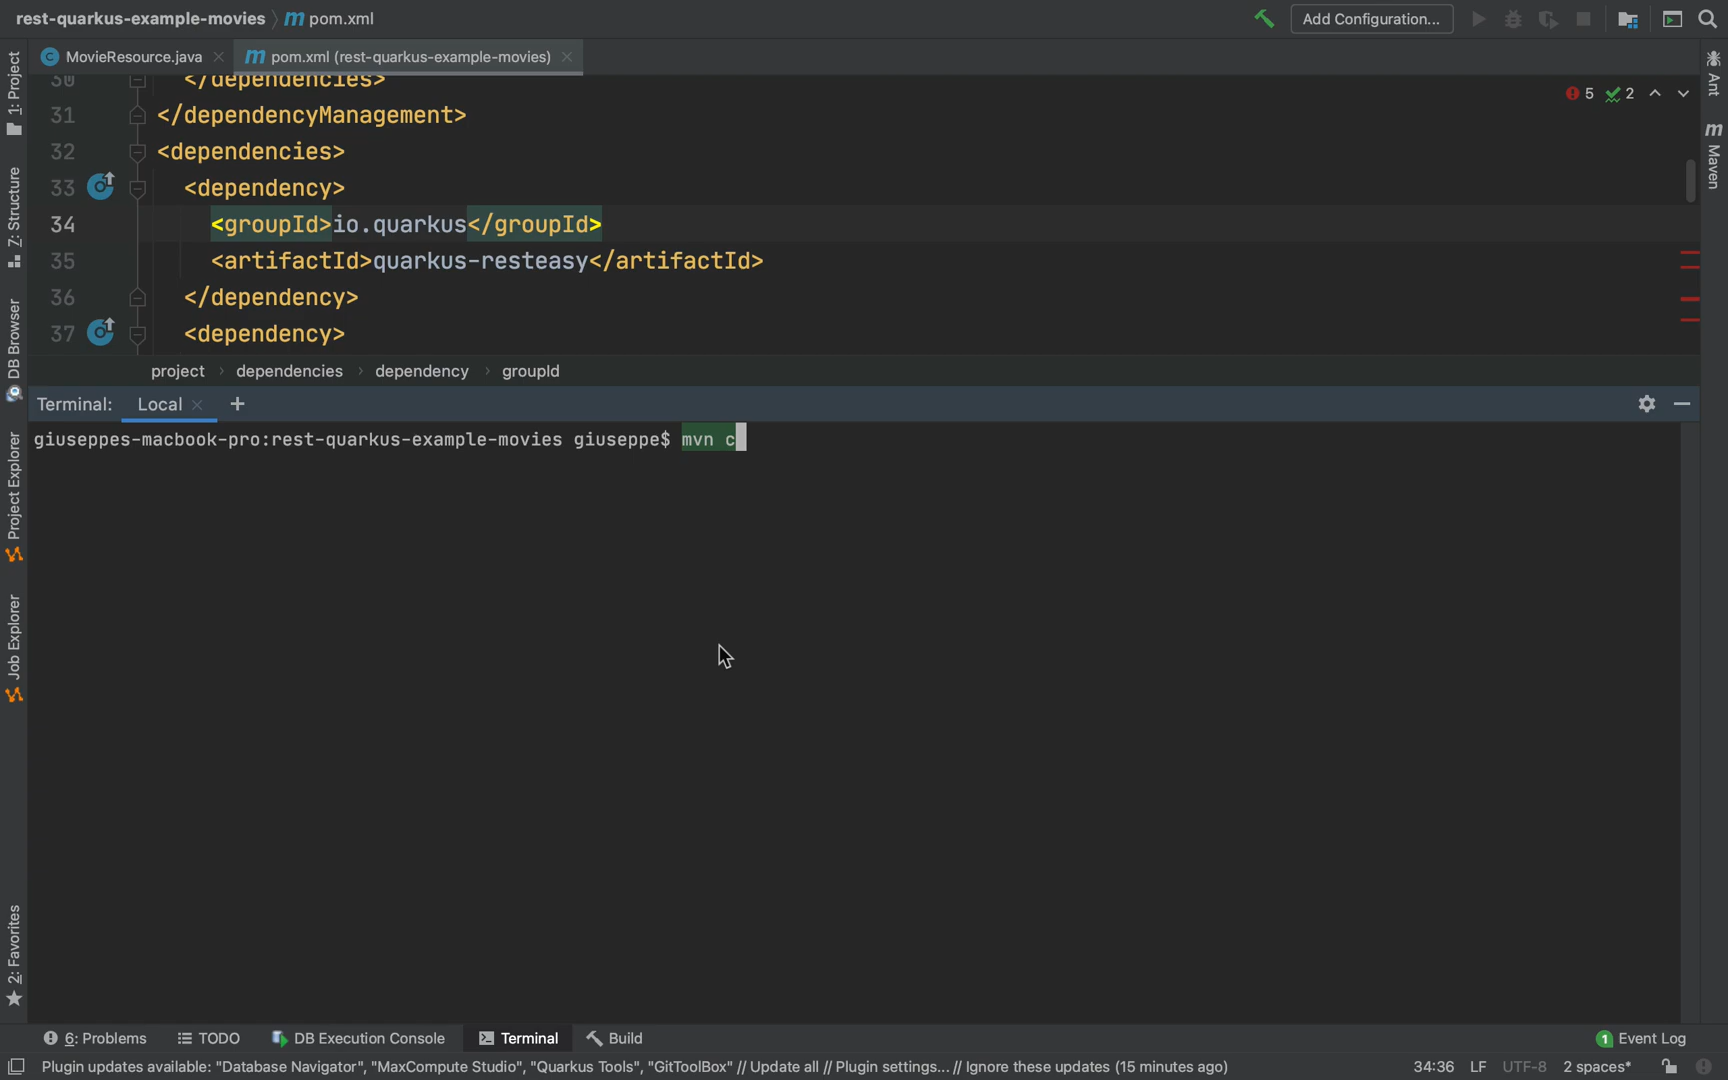 rest-quarkus-example-movies 〉 m pom.xml
Add Configuration...
MovieResource.java
m pom.xml (rest-quarkus-example-movies)
30 </dependencies>
31 </dependencyManagement>
32 <dependencies>
33 <dependency>
34 <groupId>io.quarkus</groupId>
35 <artifactId>quarkus-resteasy</artifactId>
36 </dependency>
37 <dependency>
5 2
project › dependencies › dependency › groupId
Terminal: Local +
giuseppes-macbook-pro:rest-quarkus-example-movies giuseppe$ mvn c
1: Project
Z: Structure
DB Browser
Project Explorer
Job Explorer
2: Favorites
Ant
m Maven
6: Problems
TODO
DB Execution Console
Terminal
Build
1 Event Log
Plugin updates available: "Database Navigator", "MaxCompute Studio", "Quarkus Tools", "GitToolBox" // Update all // Plugin settings... // Ignore these updates (15 minutes ago)
34:36 LF UTF-8 2 spaces*